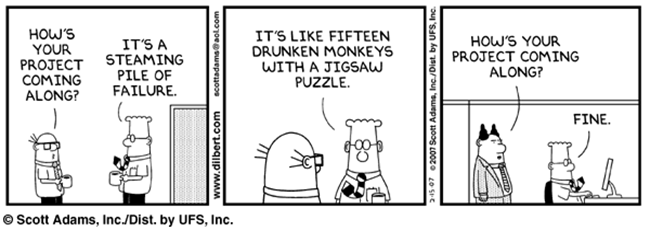 HOW'S
YOUR
PROJECT
COMING
ALONG?
IT'S A
STEAMING
PILE OF
FAILURE.
www.dilbert.com
scottadams@aol.com
IT'S LIKE FIFTEEN
DRUNKEN MONKEYS
WITH A JIGSAW
PUZZLE.
2-15-07
©2007 Scott Adams, Inc./Dist. by UFS, Inc.
HOW'S YOUR
PROJECT COMING
ALONG?
FINE.
© Scott Adams, Inc./Dist. by UFS, Inc.